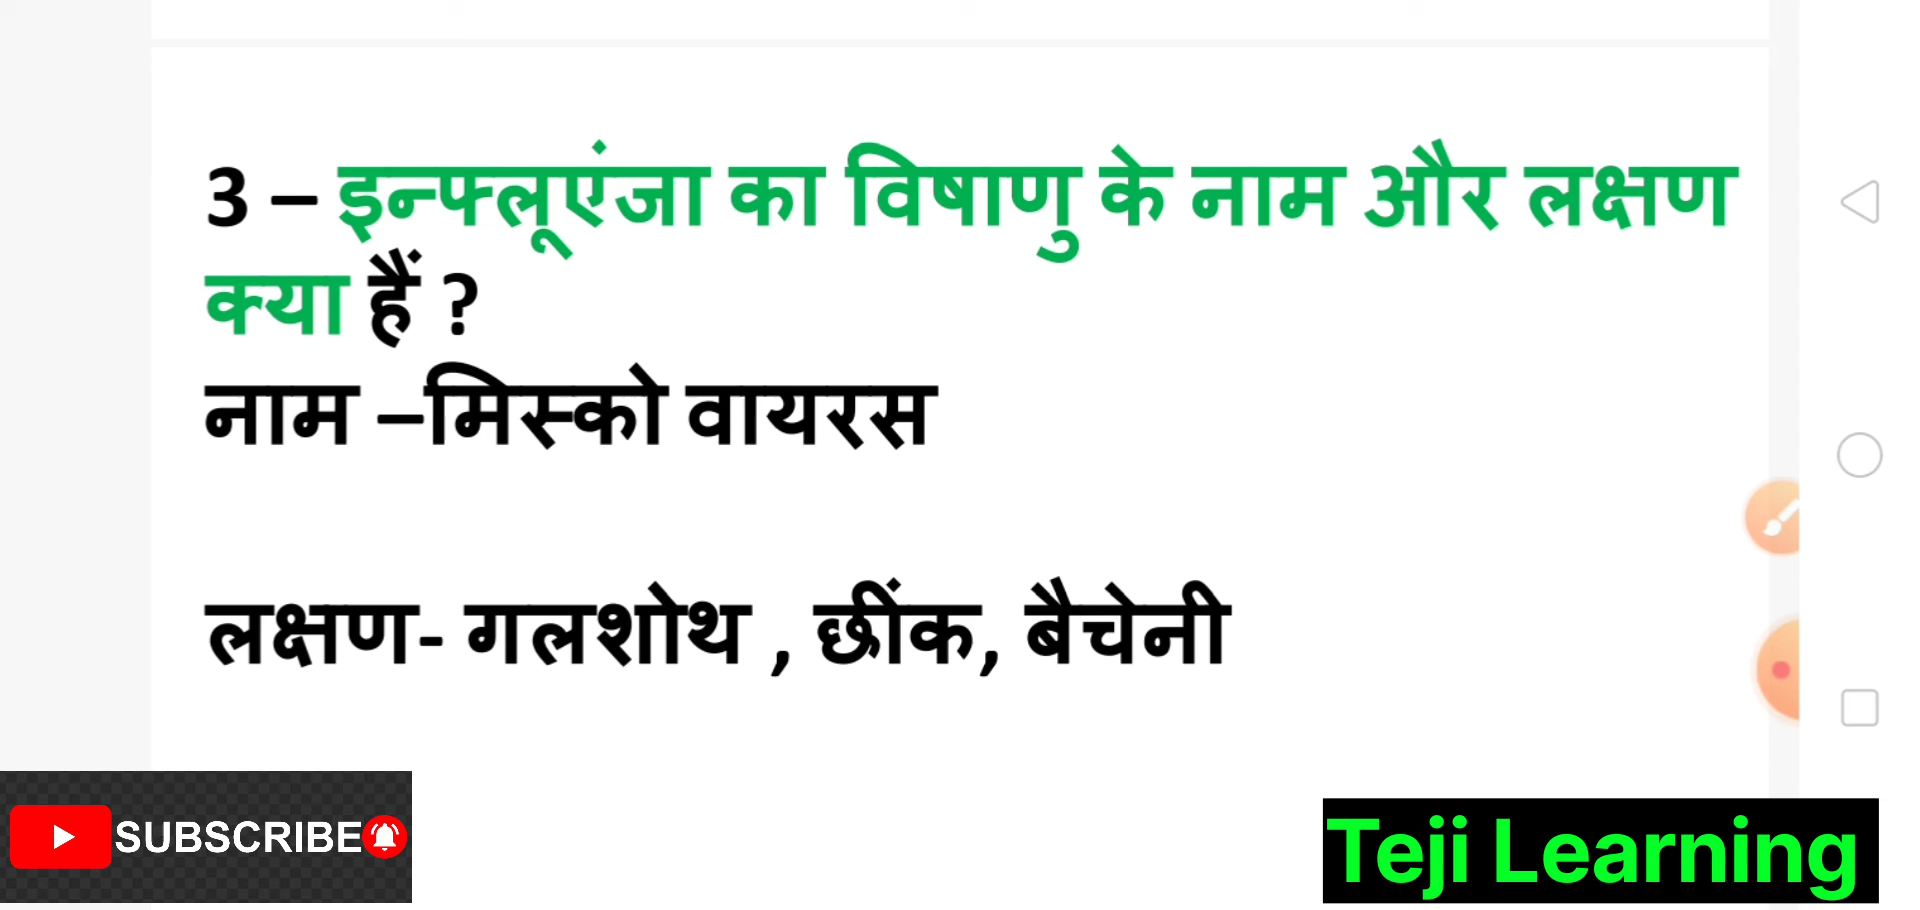 3 – इन्फ्लूएंजा का विषाणु के नाम और लक्षण
क्या हैं ?
नाम –मिस्को वायरस
लक्षण- गलशोथ , छींक, बैचेनी
SUBSCRIBE
Teji Learning